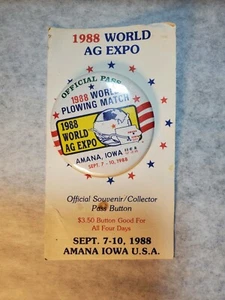 1988 WORLD
AG EXPO
OFFICIAL PASS
1988 WORLD
PLOWING MATCH
1988
WORLD
AG EXPO
AMANA, IOWA
SEPT. 7-10, 1988
Official Souvenir/Collector
Pass Button
$3.50 Button Good For
All Four Days
SEPT. 7-10, 1988
AMANA IOWA U.S.A.